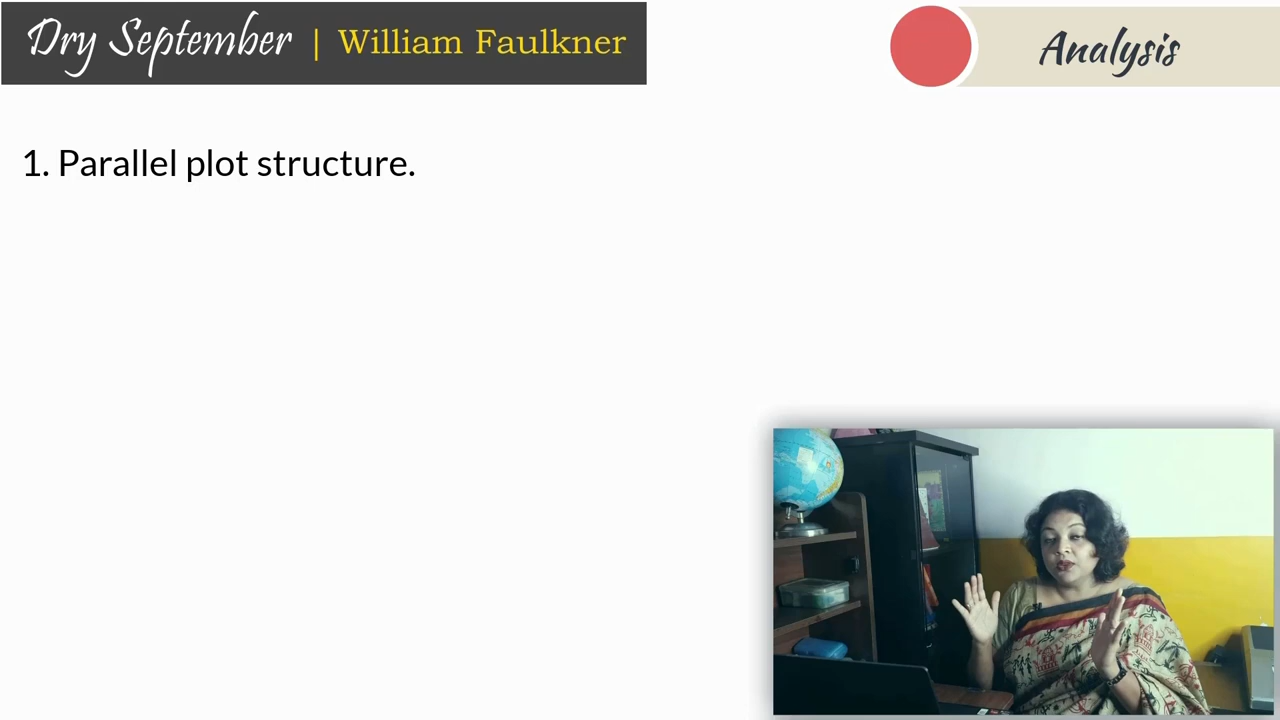 Dry September | William Faulkner
Analysis
1. Parallel plot structure.